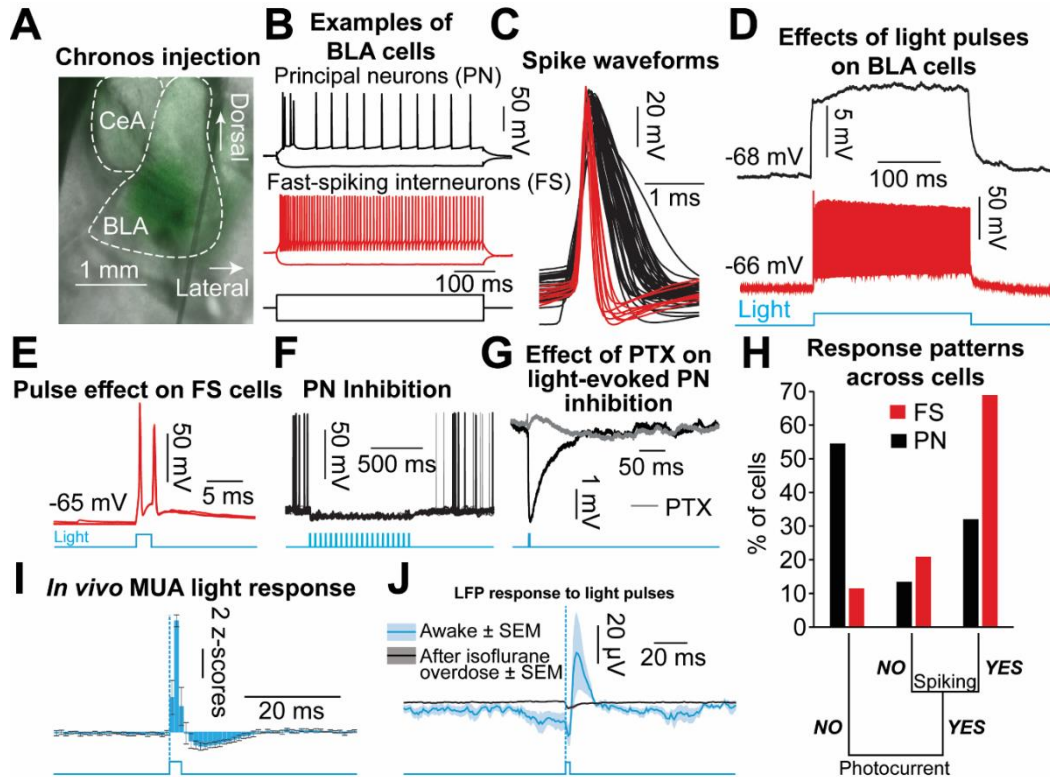 A
Chronos injection
CeA
Dorsal
BLA
1 mm
Lateral
B
Examples of
BLA cells
Principal neurons (PN)
50 mV
Fast-spiking interneurons (FS)
100 ms
C
Spike waveforms
20 mV
1 ms
D
Effects of light pulses
on BLA cells
5 mV
-68 mV
100 ms
50 mV
-66 mV
Light
E
Pulse effect on FS cells
50 mV
-65 mV
5 ms
Light
F
PN Inhibition
50 mV
500 ms
G
Effect of PTX on
light-evoked PN
inhibition
50 ms
1 mV
PTX
H
Response patterns
across cells
% of cells
70
60
50
40
30
20
10
0
FS
PN
NO
YES
Spiking
NO
YES
Photocurrent
I
In vivo MUA light response
2 z-scores
20 ms
J
LFP response to light pulses
Awake ± SEM
After isoflurane
overdose ± SEM
20 µV
20 ms